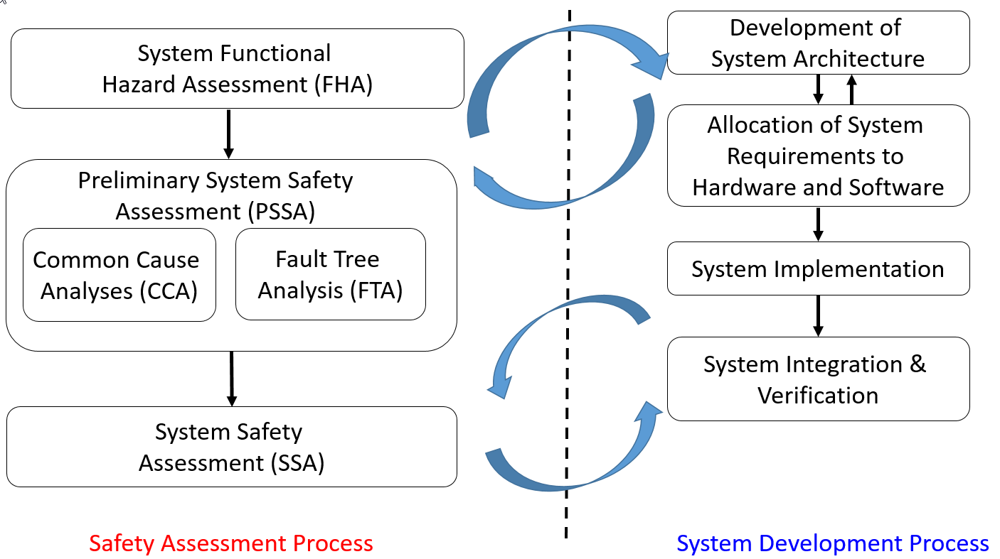 System Functional
Hazard Assessment (FHA)
Preliminary System Safety
Assessment (PSSA)
Common Cause
Analyses (CCA)
Fault Tree
Analysis (FTA)
System Safety
Assessment (SSA)
Safety Assessment Process
Development of
System Architecture
Allocation of System
Requirements to
Hardware and Software
System Implementation
System Integration &
Verification
System Development Process